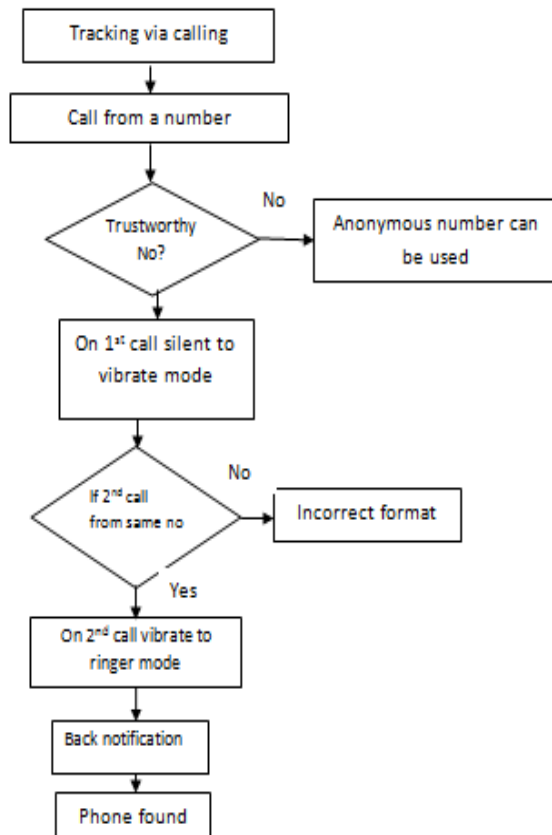 Tracking via calling
Call from a number
Trustworthy
No?
No
Anonymous number can
be used
On 1st call silent to
vibrate mode
If 2nd call
from same no
No
Incorrect format
Yes
On 2nd call vibrate to
ringer mode
Back notification
Phone found